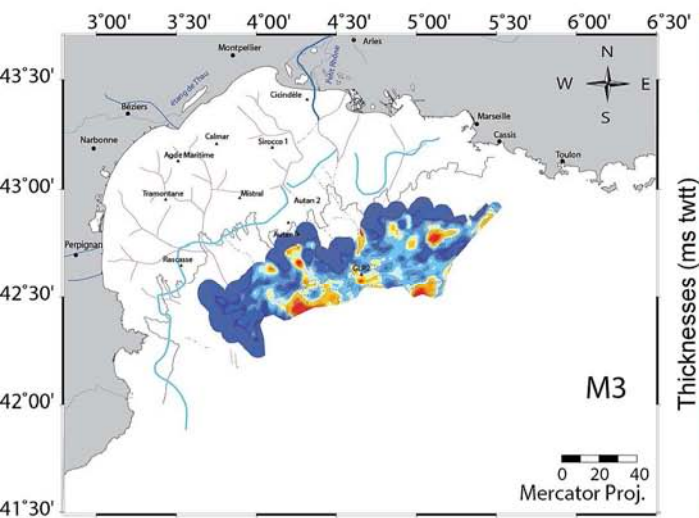 3˚00' 3˚30' 4˚00' 4˚30' 5˚00' 5˚30' 6˚00' 6˚30'
Montpellier
Arles
Petit Rhône
N
43˚30'
W E
Cicindèle
étang de Thau
S
Béziers
Marseille
Narbonne
Calmar
Sirocco 1
Cassis
Agde Maritime
Toulon
43˚00'
Tramontane
Mistral
Autan 2
Autan 1
Perpignan
Rascasse
GLP2
42˚30'
Thicknesses (ms twtt)
42˚00'
M3
0 20 40
Mercator Proj.
41˚30'